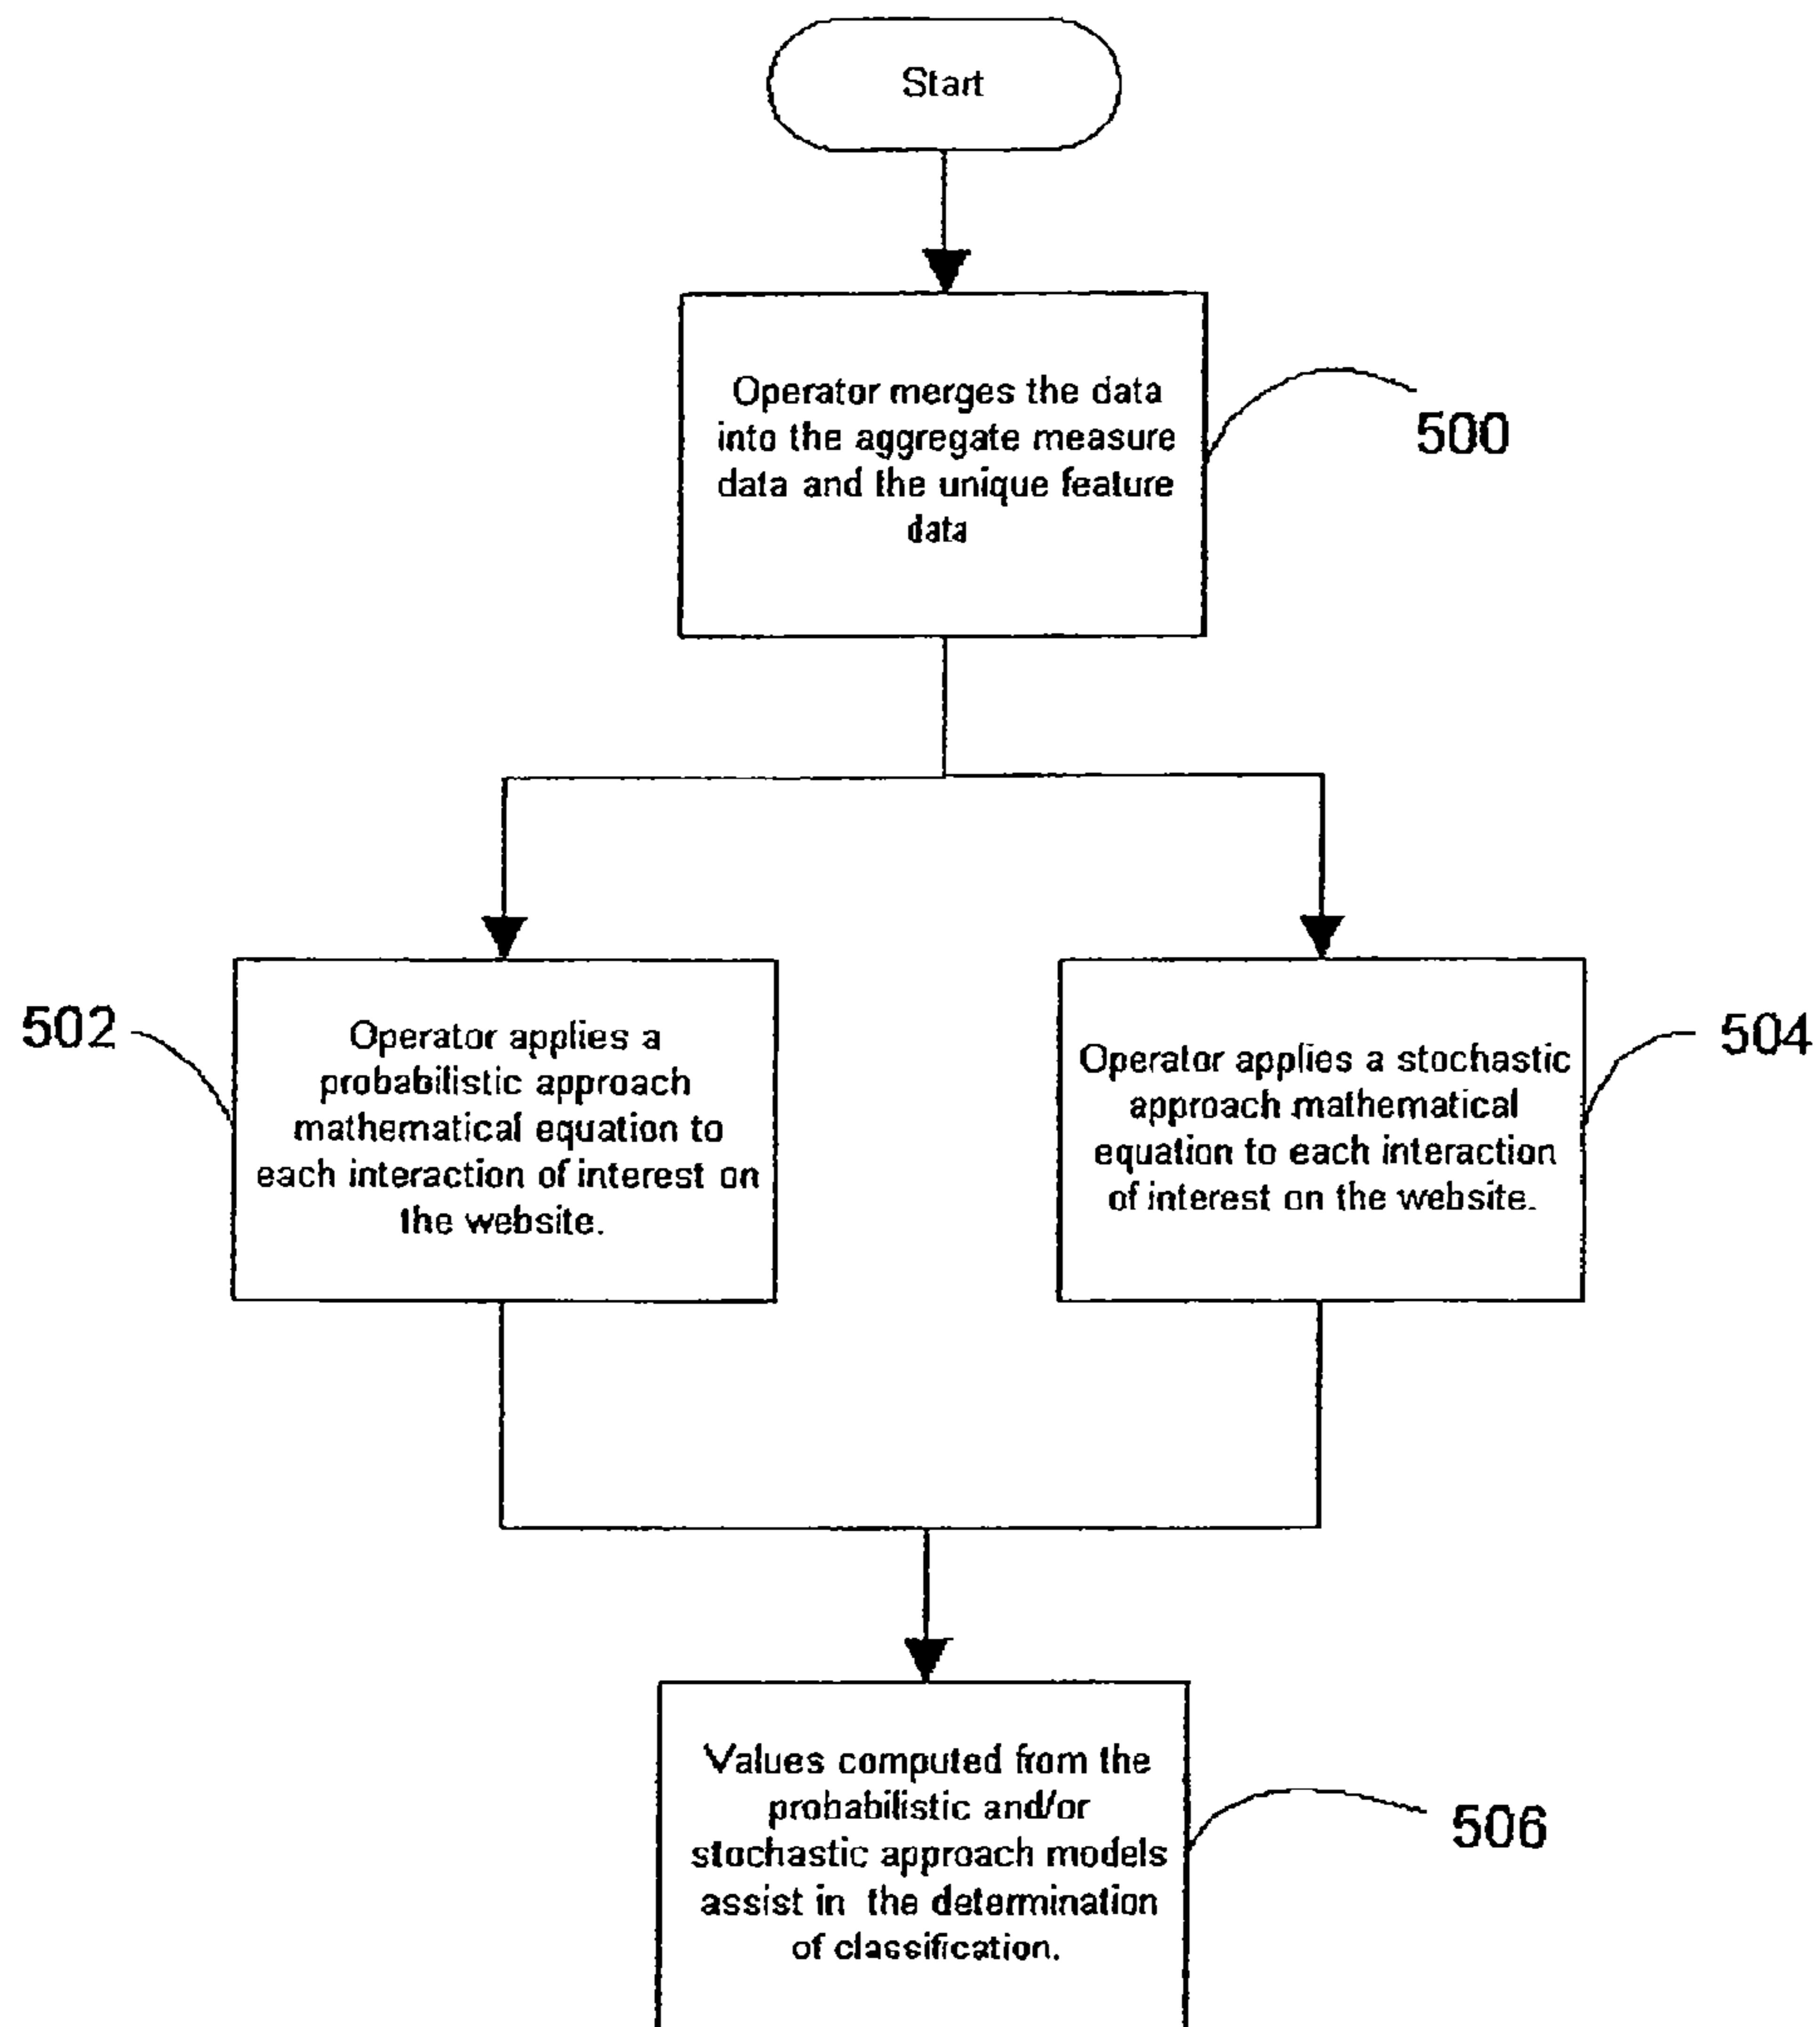 Start
Operator merges the data
into the aggregate measure
data and the unique feature
data
500
502
Operator applies a
probabilistic approach
mathematical equation to
each interaction of interest on
the website.
Operator applies a stochastic
approach mathematical
equation to each interaction
of interest on the website.
504
Values computed from the
probabilistic and/or
stochastic approach models
assist in the determination
of classification.
506